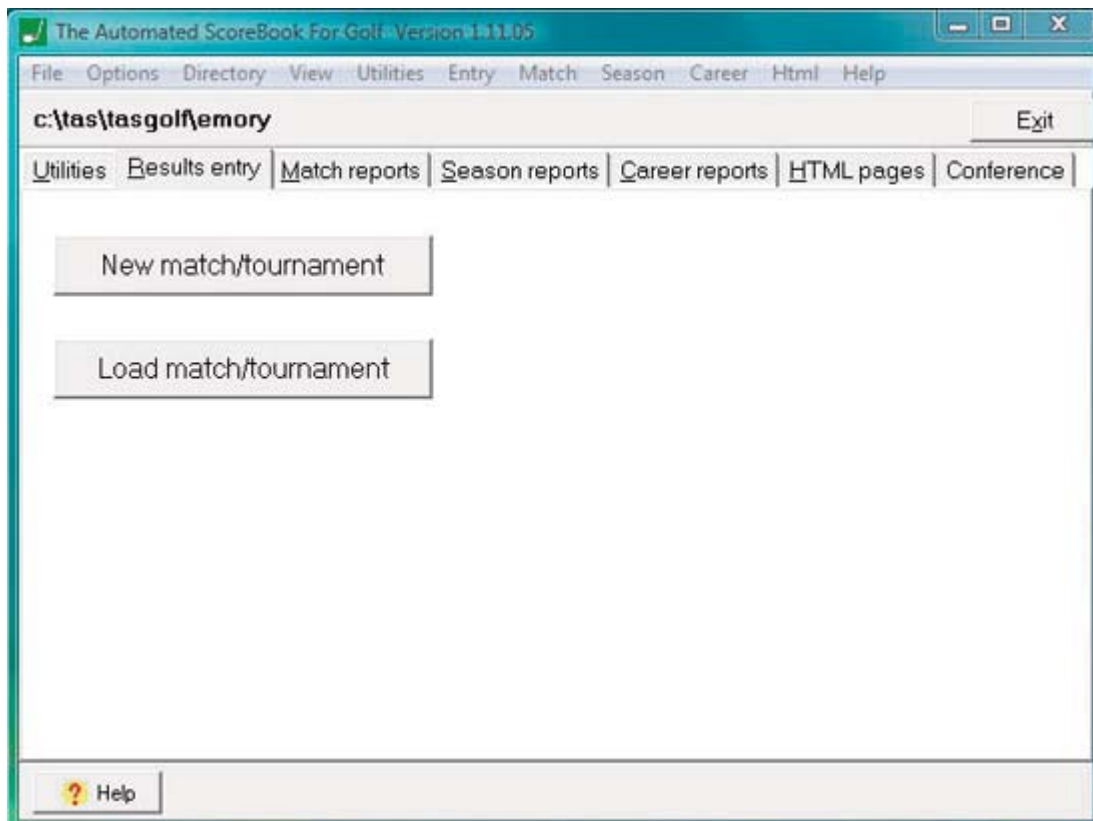 The Automated ScoreBook For Golf Version 1.11.05
File Options Directory View Utilities Entry Match Season Career Html Help
c:\tas\tasgolf\emory Exit
Utilities Results entry Match reports Season reports Career reports HTML pages Conference
New match/tournament
Load match/tournament
? Help